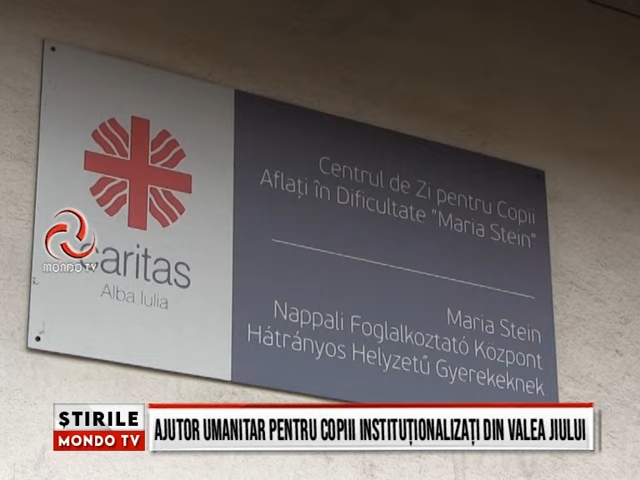 Centrul de Zi pentru Copii
Aflați în Dificultate "Maria Stein"
caritas
Alba Iulia
MONDO TV
Maria Stein
Nappali Foglalkoztató Központ
Hátrányos Helyzetű Gyerekeknek
ȘTIRILE
MONDO TV
AJUTOR UMANITAR PENTRU COPIII INSTITUȚIONALIZAȚI DIN VALEA JIULUI